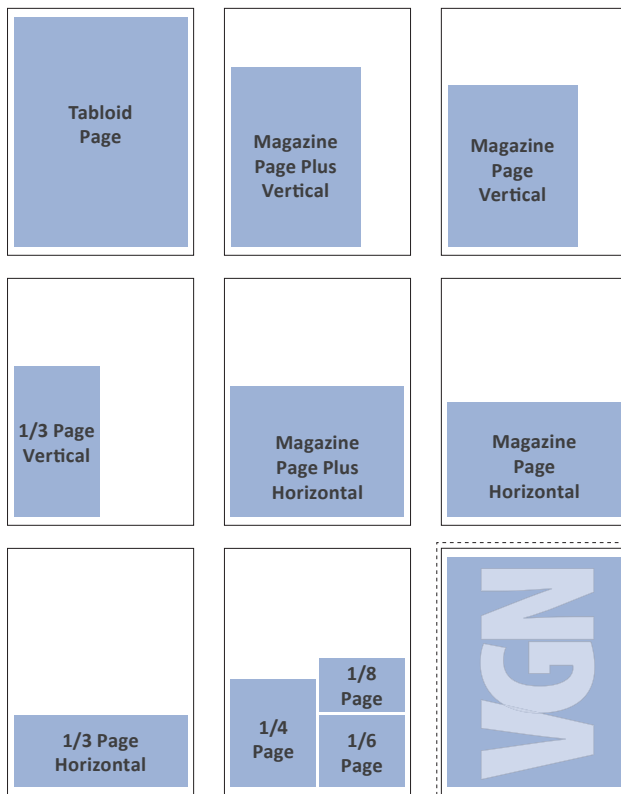 Tabloid
Page
Magazine
Page Plus
Vertical
Magazine
Page
Vertical
1/3 Page
Vertical
Magazine
Page Plus
Horizontal
Magazine
Page
Horizontal
1/3 Page
Horizontal
1/4
Page
1/8
Page
1/6
Page
VGN